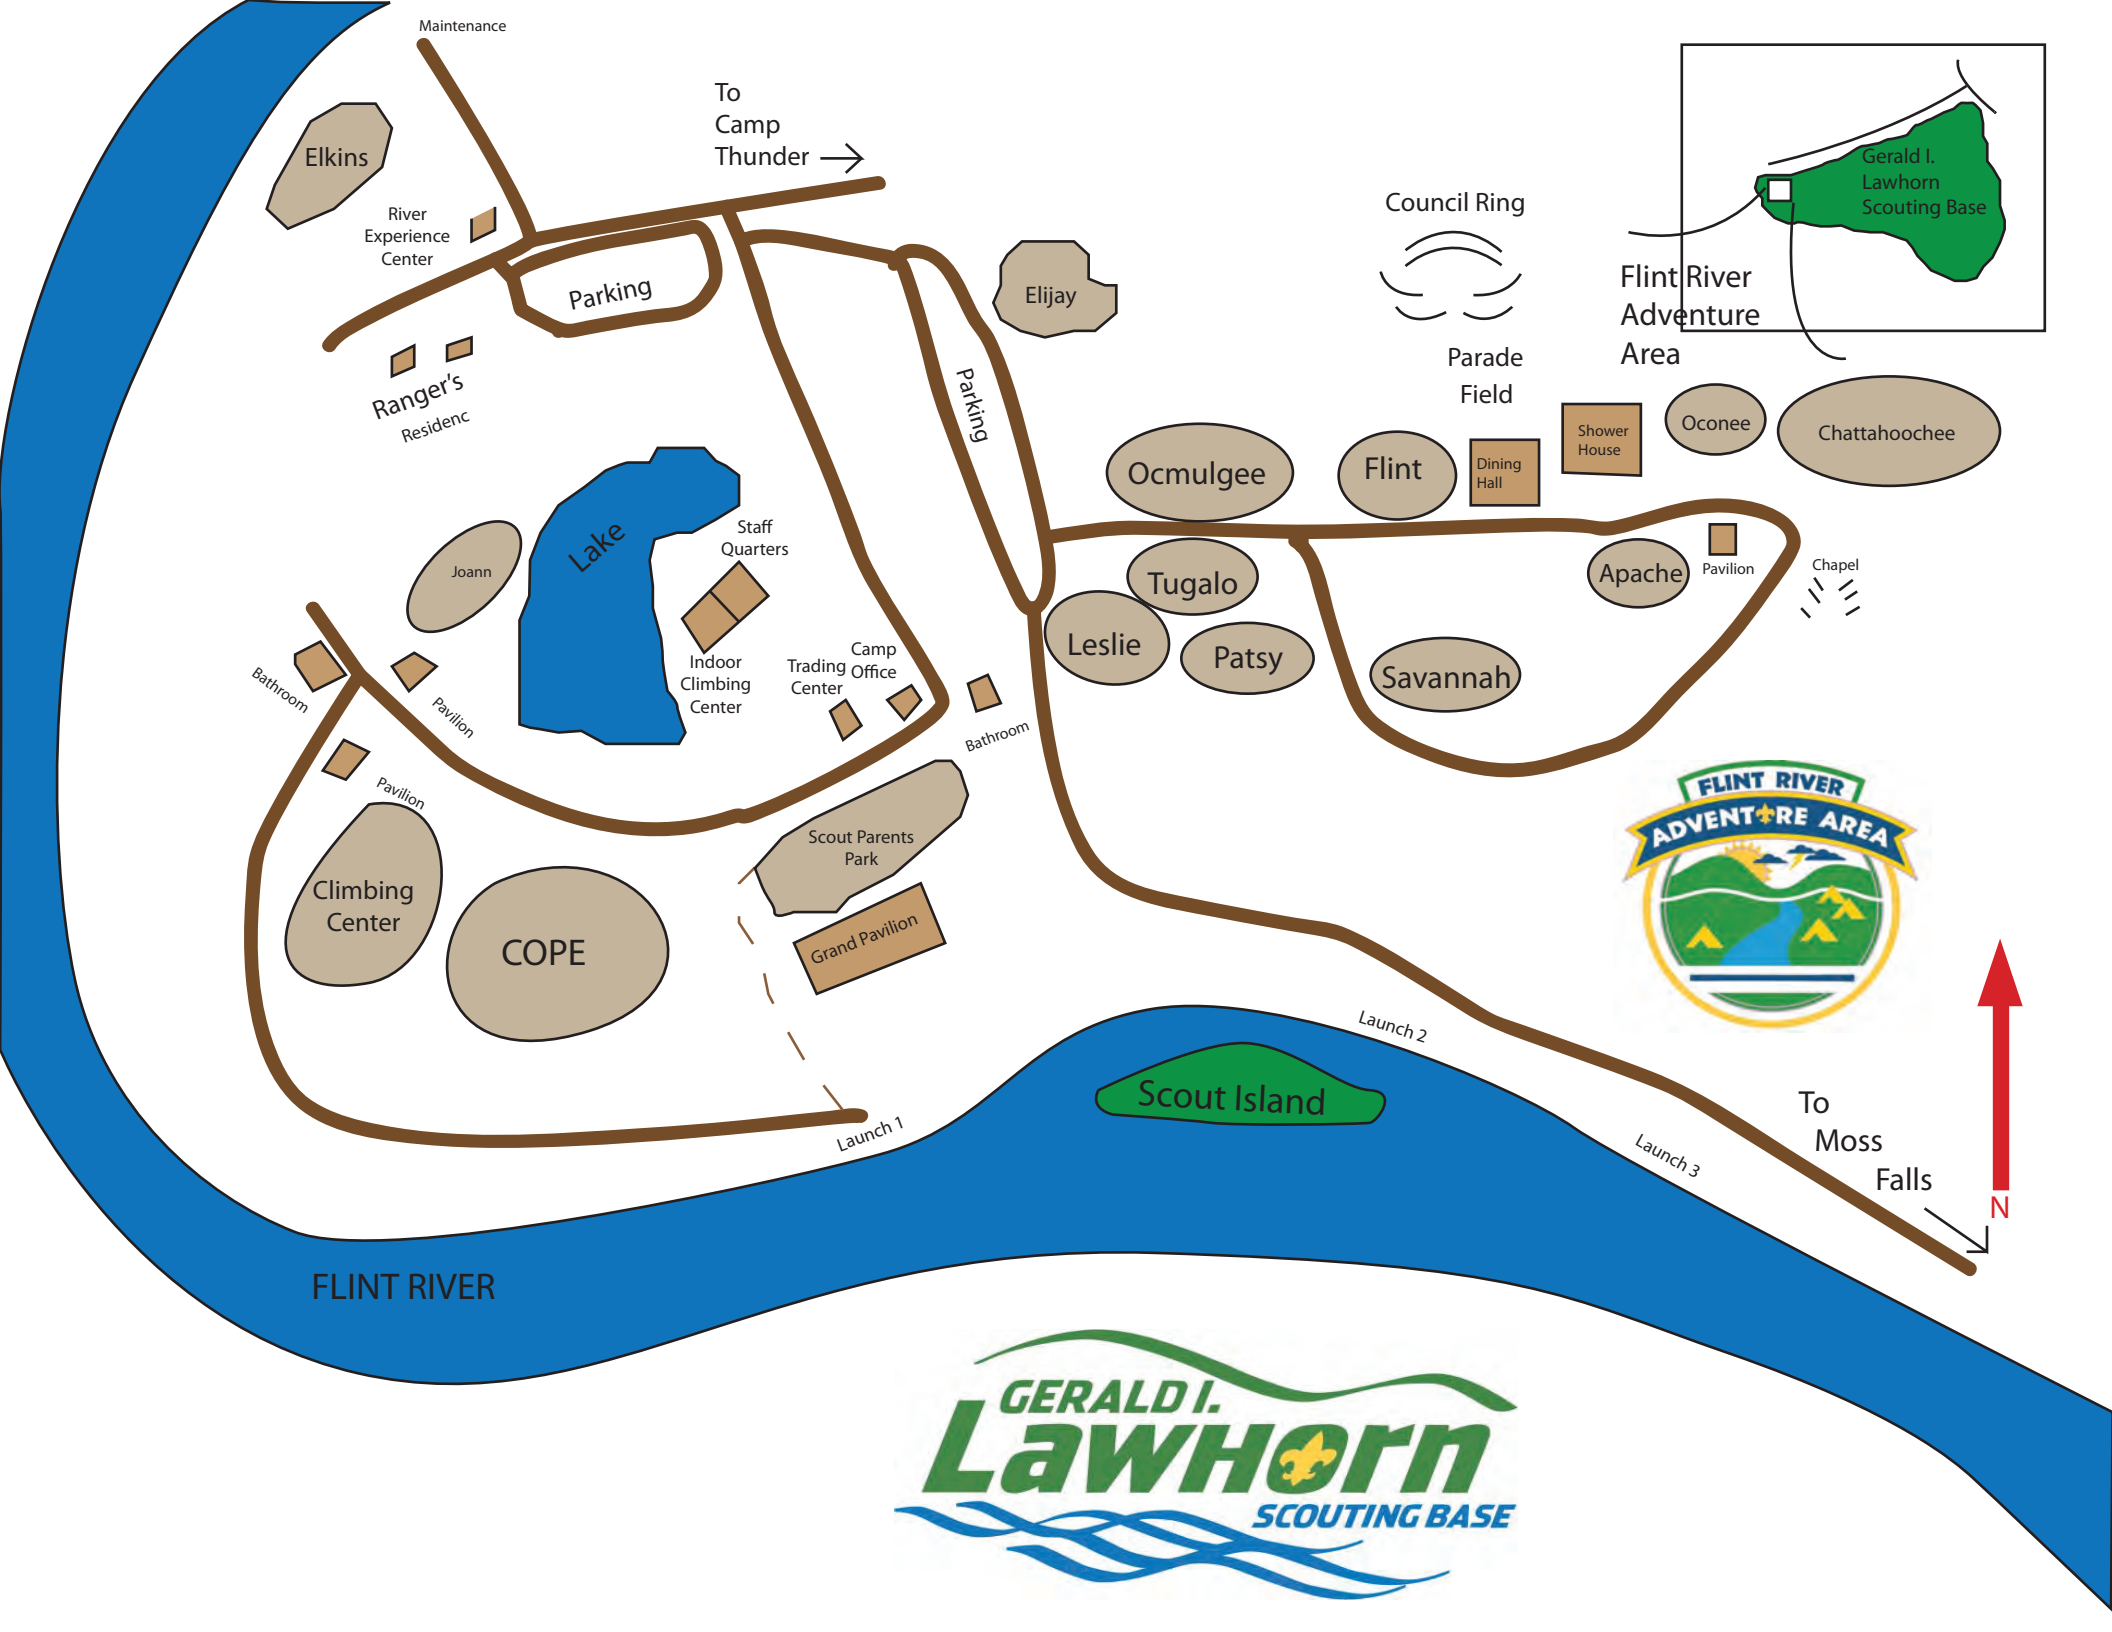 Maintenance
To
Camp
Thunder
Elkins
River
Experience
Center
Parking
Ranger's
Residenc
Elijay
Parking
Council Ring
Parade
Field
Gerald I.
Lawhorn
Scouting Base
Flint River
Adventure
Area
Ocmulgee
Flint
Dining
Hall
Shower
House
Oconee
Chattahoochee
Lake
Joann
Staff
Quarters
Indoor
Climbing
Center
Trading
Center
Camp
Office
Bathroom
Pavilion
Pavilion
Bathroom
Tugalo
Leslie
Patsy
Savannah
Apache
Pavilion
Chapel
Climbing
Center
COPE
Scout Parents
Park
Grand Pavilion
FLINT RIVER
ADVENTURE AREA
Launch 1
Launch 2
Launch 3
Scout Island
To
Moss
Falls
N
FLINT RIVER
GERALD I.
LAWHORN
SCOUTING BASE